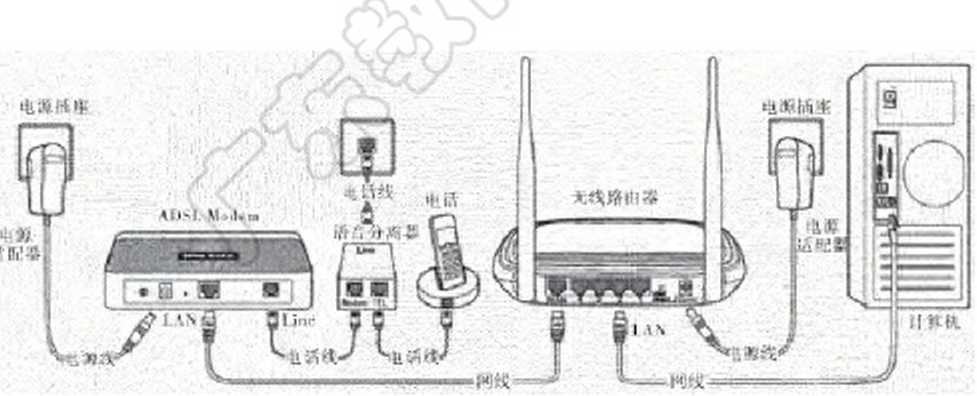 广东教
电源插座
电源插座
电话线
电话
无线路由器
ADSL Modem
语音分离器
电源
适配器
电源
适配器
Line
Modem
LAN
Line
LAN
计算机
电源线
电话线
电话线
电源线
网线
网线